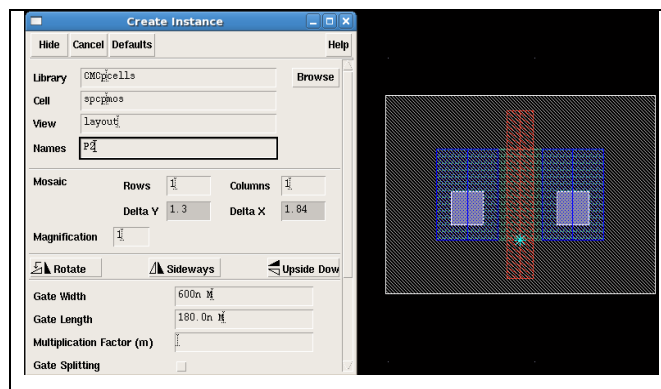 Create Instance
Hide Cancel Defaults Help
Library CMCpcells Browse
Cell spcpmos
View layout
Names P2
Mosaic Rows 1 Columns 1
Delta Y 1.3 Delta X 1.84
Magnification 1
Rotate Sideways Upside Dow
Gate Width 600n M
Gate Length 180.0n M
Multiplication Factor (m)
Gate Splitting